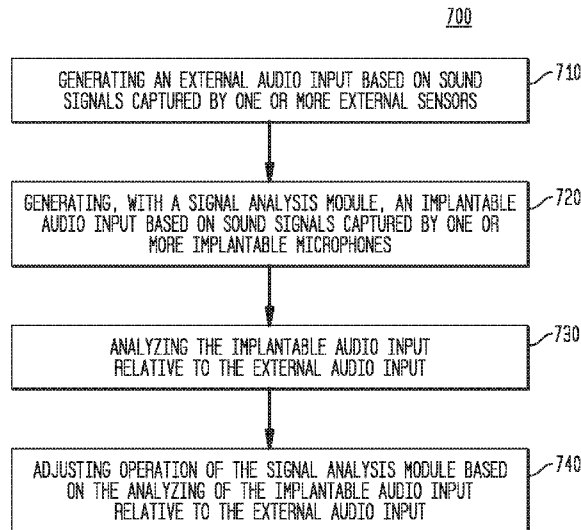 700
GENERATING AN EXTERNAL AUDIO INPUT BASED ON SOUND
SIGNALS CAPTURED BY ONE OR MORE EXTERNAL SENSORS
710
GENERATING, WITH A SIGNAL ANALYSIS MODULE, AN IMPLANTABLE
AUDIO INPUT BASED ON SOUND SIGNALS CAPTURED BY ONE OR
MORE IMPLANTABLE MICROPHONES
720
ANALYZING THE IMPLANTABLE AUDIO INPUT
RELATIVE TO THE EXTERNAL AUDIO INPUT
730
ADJUSTING OPERATION OF THE SIGNAL ANALYSIS MODULE BASED
ON THE ANALYZING OF THE IMPLANTABLE AUDIO INPUT
RELATIVE TO THE EXTERNAL AUDIO INPUT
740